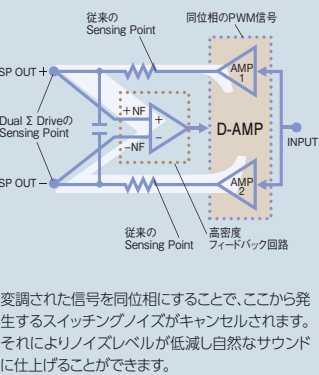 従来の
Sensing Point
同位相のPWM信号
SP OUT +
AMP
1
+NF
+
Dual Σ Driveの
Sensing Point
D-AMP
INPUT
−NF
−
SP OUT −
AMP
2
従来の
Sensing Point
高密度
フィードバック回路
変調された信号を同位相にすることで、ここから発
生するスイッチングノイズがキャンセルされます。
それによりノイズレベルが低減し自然なサウンド
に仕上げることができます。